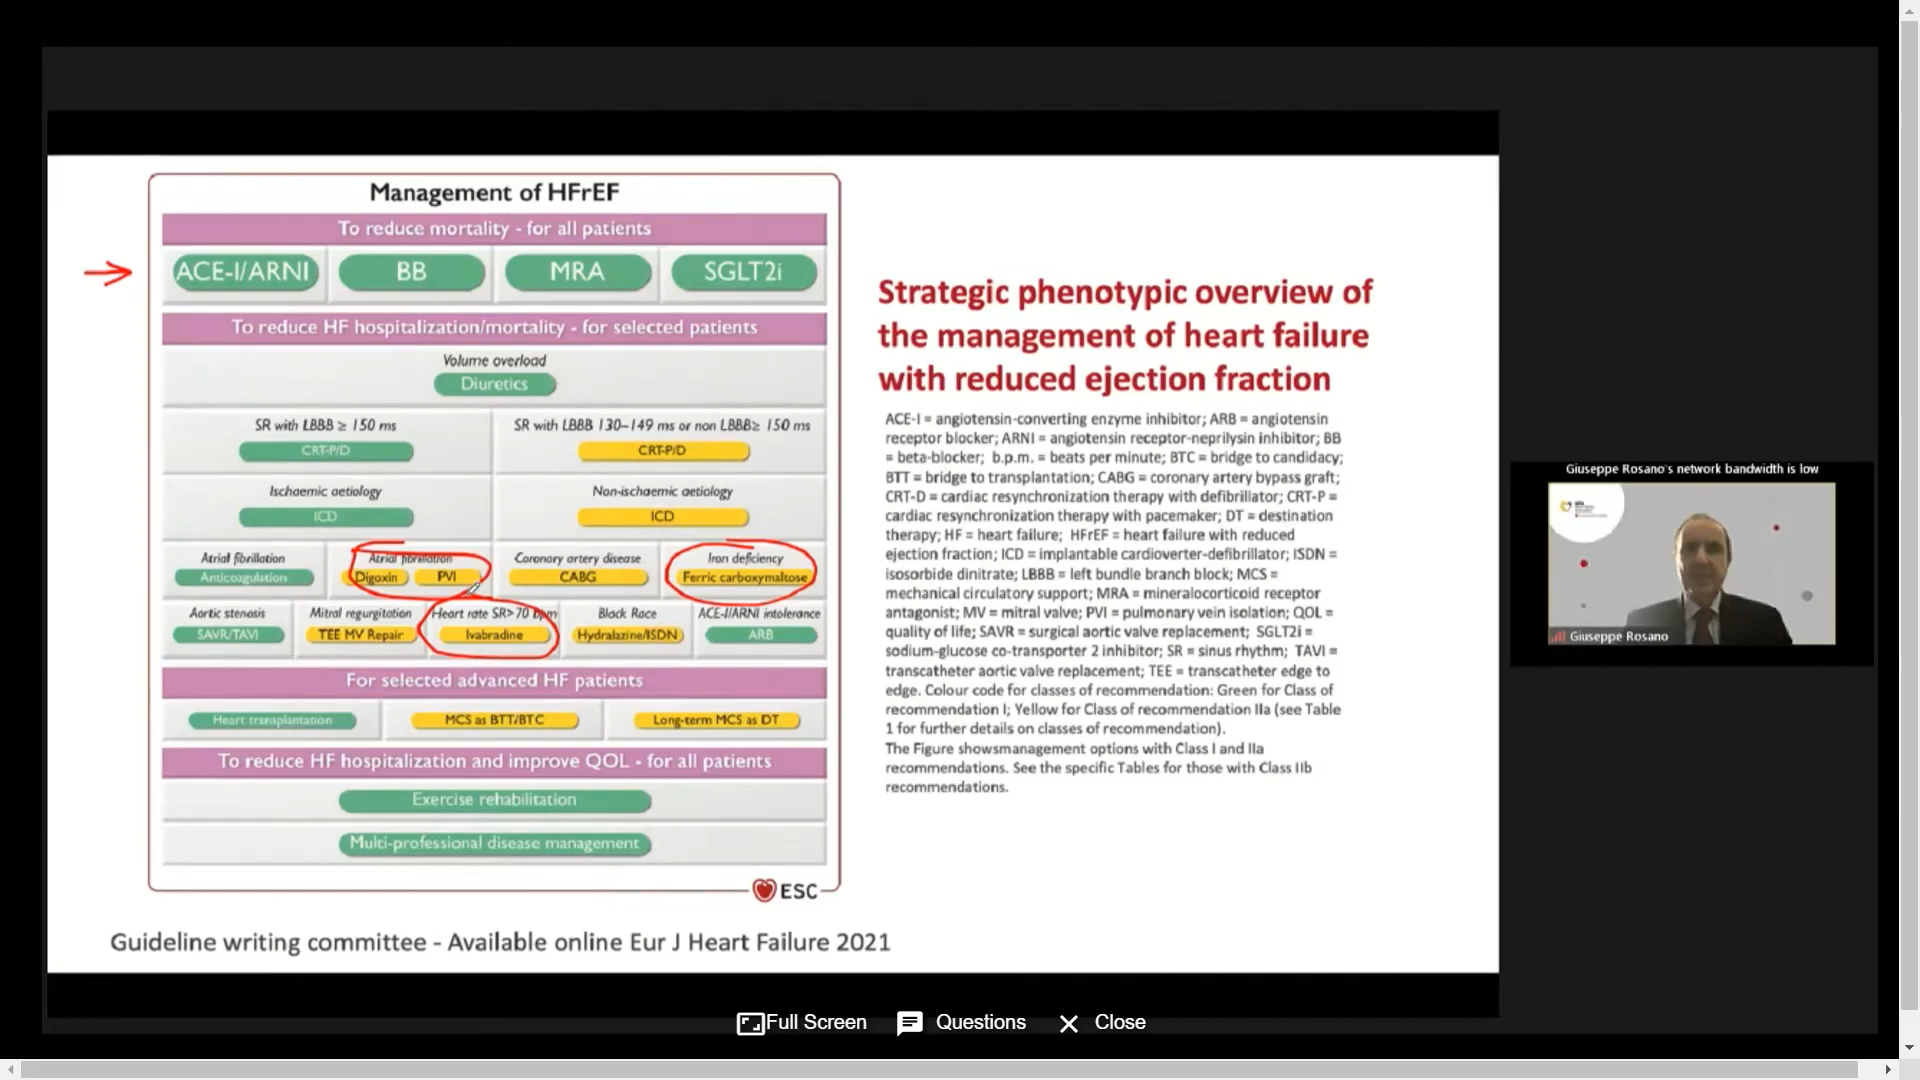 Management of HFrEF
To reduce mortality - for all patients
ACE-I/ARNI BB MRA SGLT2i
To reduce HF hospitalization/mortality - for selected patients
Volume overload
Diuretics
SR with LBBB ≥ 150 ms SR with LBBB 130–149 ms or non LBBB≥ 150 ms
CRT-P/D CRT-P/D
Ischaemic aetiology Non-ischaemic aetiology
ICD ICD
Atrial fibrillation Atrial fibrillation Coronary artery disease Iron deficiency
Anticoagulation Digoxin PVI CABG Ferric carboxymaltose
Aortic stenosis Mitral regurgitation Heart rate SR>70 bpm Black Race ACE-I/ARNI intolerance
SAVR/TAVI TEE MV Repair Ivabradine Hydralazine/ISDN ARB
For selected advanced HF patients
Heart transplantation MCS as BTT/BTC Long-term MCS as DT
To reduce HF hospitalization and improve QOL - for all patients
Exercise rehabilitation
Multi-professional disease management
ESC
Strategic phenotypic overview of
the management of heart failure
with reduced ejection fraction
ACE-I = angiotensin-converting enzyme inhibitor; ARB = angiotensin
receptor blocker; ARNI = angiotensin receptor-neprilysin inhibitor; BB
= beta-blocker; b.p.m. = beats per minute; BTC = bridge to candidacy;
BTT = bridge to transplantation; CABG = coronary artery bypass graft;
CRT-D = cardiac resynchronization therapy with defibrillator; CRT-P =
cardiac resynchronization therapy with pacemaker; DT = destination
therapy; HF = heart failure; HFrEF = heart failure with reduced
ejection fraction; ICD = implantable cardioverter-defibrillator; ISDN =
isosorbide dinitrate; LBBB = left bundle branch block; MCS =
mechanical circulatory support; MRA = mineralocorticoid receptor
antagonist; MV = mitral valve; PVI = pulmonary vein isolation; QOL =
quality of life; SAVR = surgical aortic valve replacement; SGLT2i =
sodium-glucose co-transporter 2 inhibitor; SR = sinus rhythm; TAVI =
transcatheter aortic valve replacement; TEE = transcatheter edge to
edge. Colour code for classes of recommendation: Green for Class of
recommendation I; Yellow for Class of recommendation IIa (see Table
1 for further details on classes of recommendation).
The Figure showsmanagement options with Class I and IIa
recommendations. See the specific Tables for those with Class IIb
recommendations.
Guideline writing committee - Available online Eur J Heart Failure 2021
Giuseppe Rosano's network bandwidth is low
Giuseppe Rosano
Full Screen Questions Close